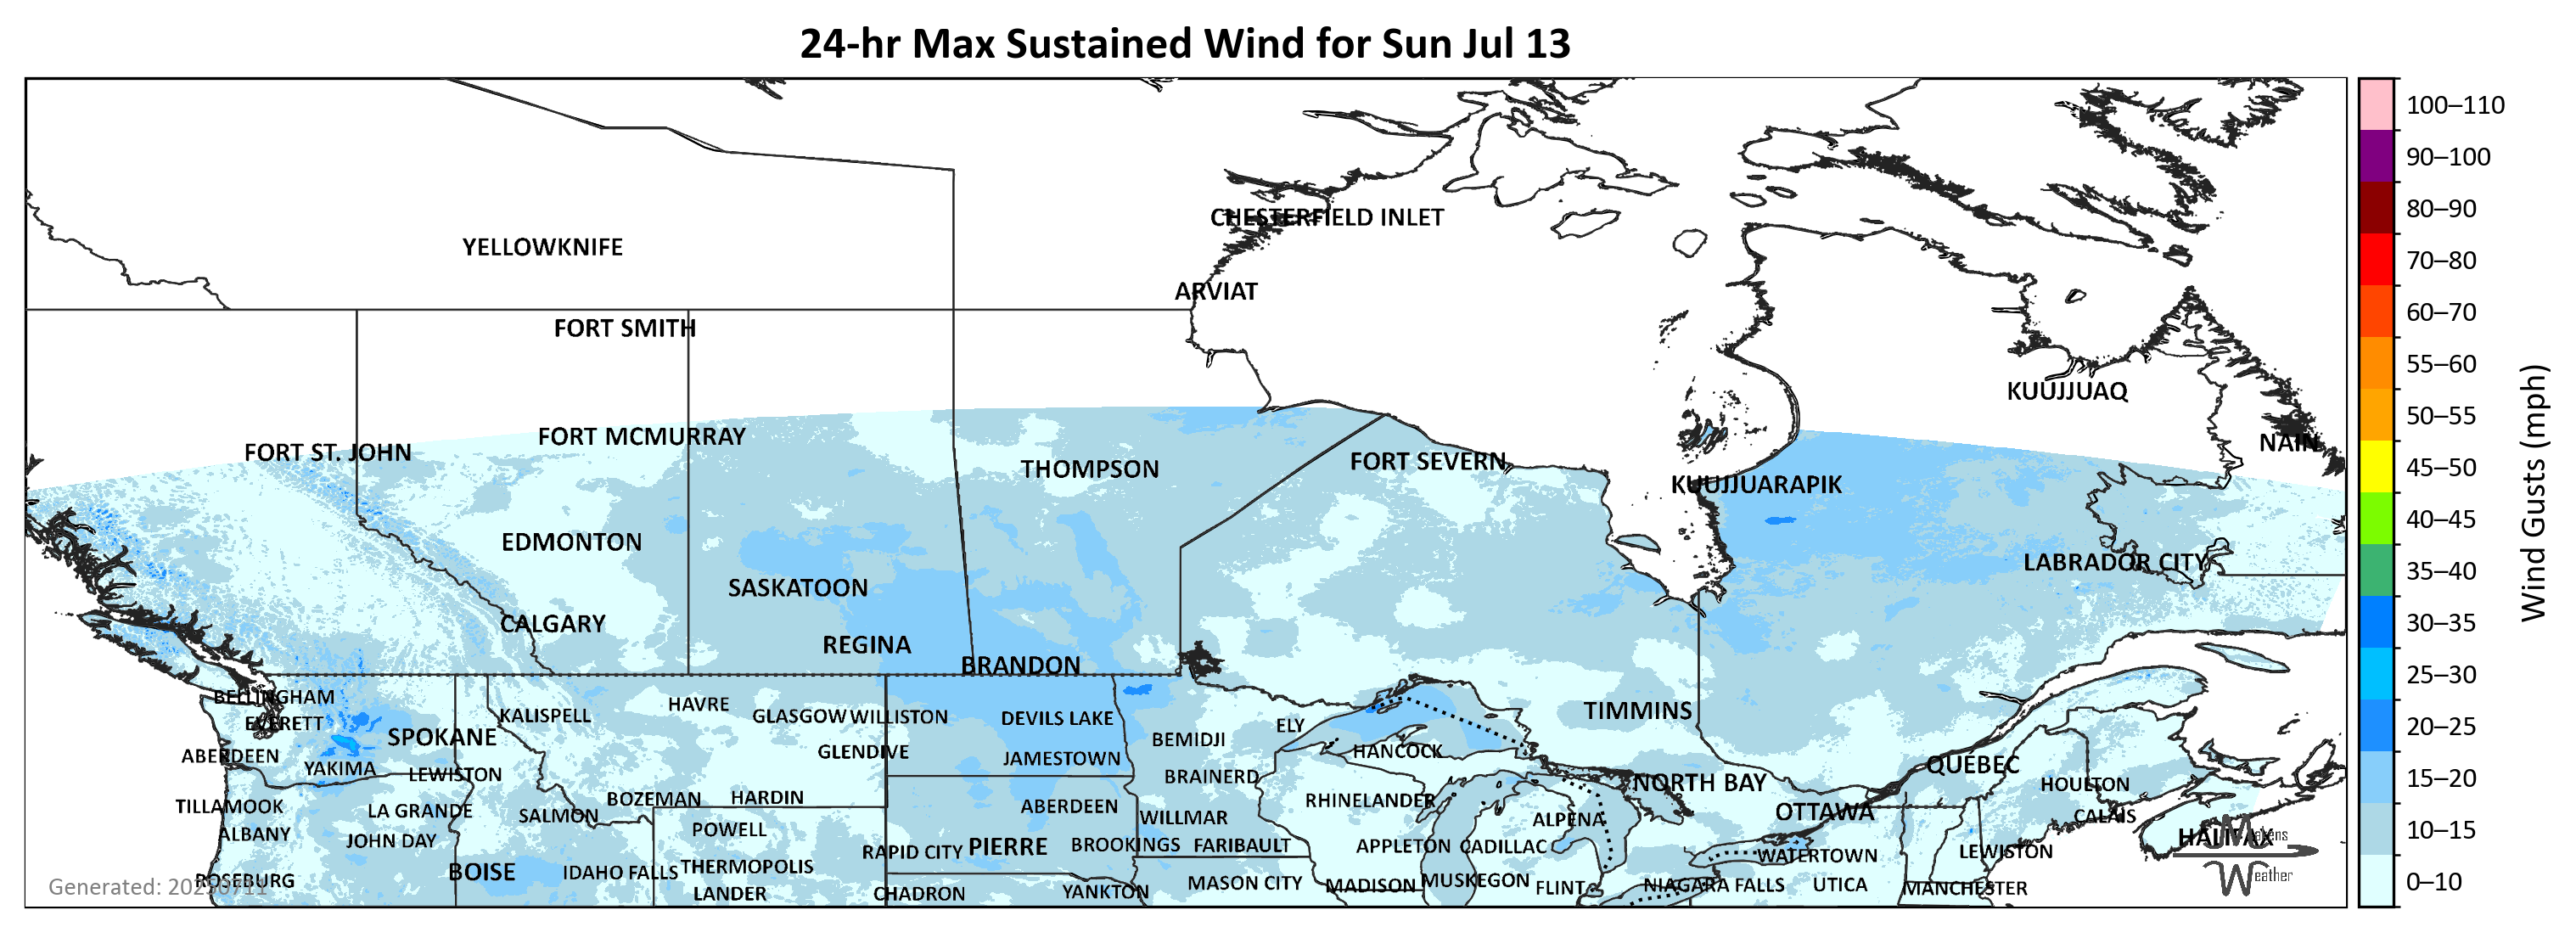 24-hr Max Sustained Wind for Sun Jul 13
100–110
90–100
80–90
70–80
60–70
55–60
50–55
45–50
40–45
35–40
30–35
25–30
20–25
15–20
10–15
0–10
Wind Gusts (mph)
CHESTERFIELD INLET
YELLOWKNIFE
ARVIAT
FORT SMITH
KUUJJUAQ
FORT MCMURRAY
NAIN
FORT ST. JOHN
FORT SEVERN
THOMPSON
KUUJJUARAPIK
EDMONTON
LABRADOR CITY
SASKATOON
CALGARY
REGINA
BRANDON
BELLINGHAM
HAVRE
TIMMINS
KALISPELL
GLASGOW
WILLISTON
DEVILS LAKE
EVERETT
ELY
SPOKANE
BEMIDJI
HANCOCK
GLENDIVE
ABERDEEN
JAMESTOWN
QUÉBEC
YAKIMA
LEWISTON
BRAINERD
NORTH BAY
HOULTON
BOZEMAN
HARDIN
RHINELANDER
TILLAMOOK
ABERDEEN
LA GRANDE
SALMON
OTTAWA
CALAIS
WILLMAR
ALPENA
POWELL
ALBANY
HALIFAX
JOHN DAY
PIERRE
BROOKINGS
FARIBAULT
APPLETON
CADILLAC
RAPID CITY
LEWISTON
WATERTOWN
THERMOPOLIS
BOISE
IDAHO FALLS
ROSEBURG
MUSKEGON
MASON CITY
MADISON
NIAGARA FALLS
UTICA
FLINT
MANCHESTER
LANDER
CHADRON
YANKTON
Generated: 20250711
Makens
Weather